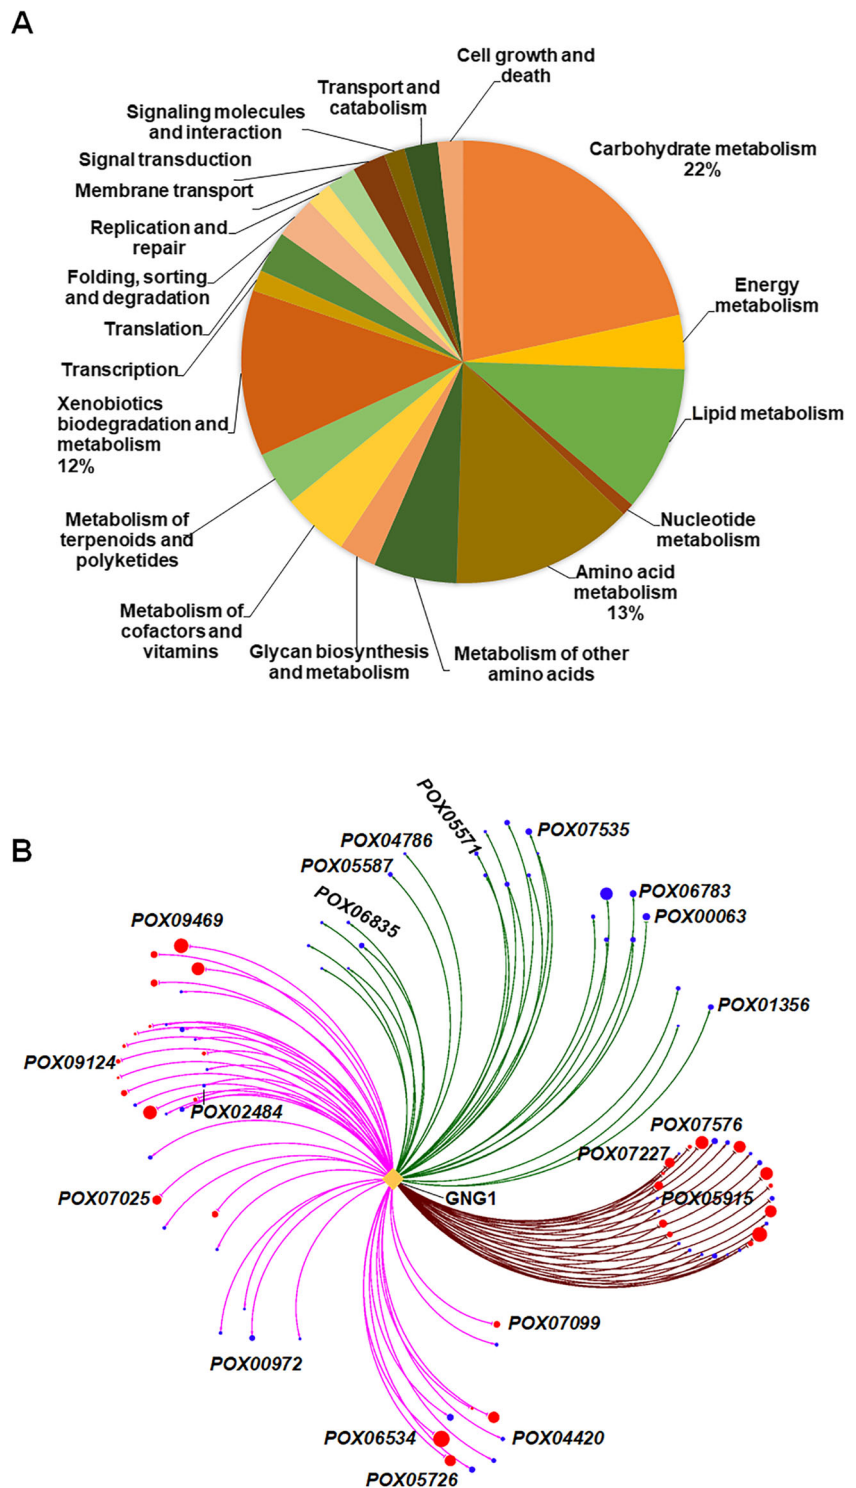 A
Cell growth and
death
Transport and
catabolism
Signaling molecules
and interaction
Carbohydrate metabolism
22%
Signal transduction
Membrane transport
Replication and
repair
Energy
metabolism
Folding, sorting
and degradation
Translation
Transcription
Xenobiotics
biodegradation and
metabolism
12%
Lipid metabolism
Metabolism of
terpenoids and
polyketides
Nucleotide
metabolism
Amino acid
metabolism
13%
Metabolism of
cofactors and
vitamins
Glycan biosynthesis
and metabolism
Metabolism of other
amino acids
B
POX05571
POX07535
POX04786
POX05587
POX06783
POX06835
POX00063
POX09469
POX01356
POX09124
POX02484
POX07576
POX07227
POX07025
GNG1
POX05915
POX07099
POX00972
POX06534
POX04420
POX05726